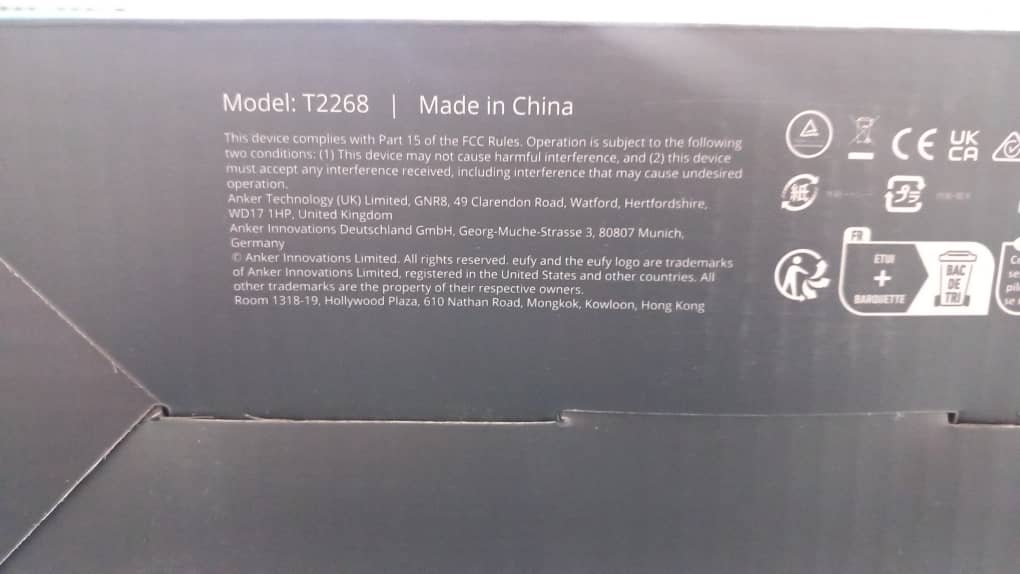 Model: T2268 | Made in China
This device complies with Part 15 of the FCC Rules. Operation is subject to the following
two conditions: (1) This device may not cause harmful interference, and (2) this device
must accept any interference received, including interference that may cause undesired
operation.
Anker Technology (UK) Limited, GNR8, 49 Clarendon Road, Watford, Hertfordshire,
WD17 1HP, United Kingdom
Anker Innovations Deutschland GmbH, Georg-Muche-Strasse 3, 80807 Munich,
Germany
© Anker Innovations Limited. All rights reserved. eufy and the eufy logo are trademarks
of Anker Innovations Limited, registered in the United States and other countries. All
other trademarks are the property of their respective owners.
Room 1318-19, Hollywood Plaza, 610 Nathan Road, Mongkok, Kowloon, Hong Kong
CE
UK
CA
紙
プラ
FR
ETUI
+
BARQUETTE
BAC
DE
TRI